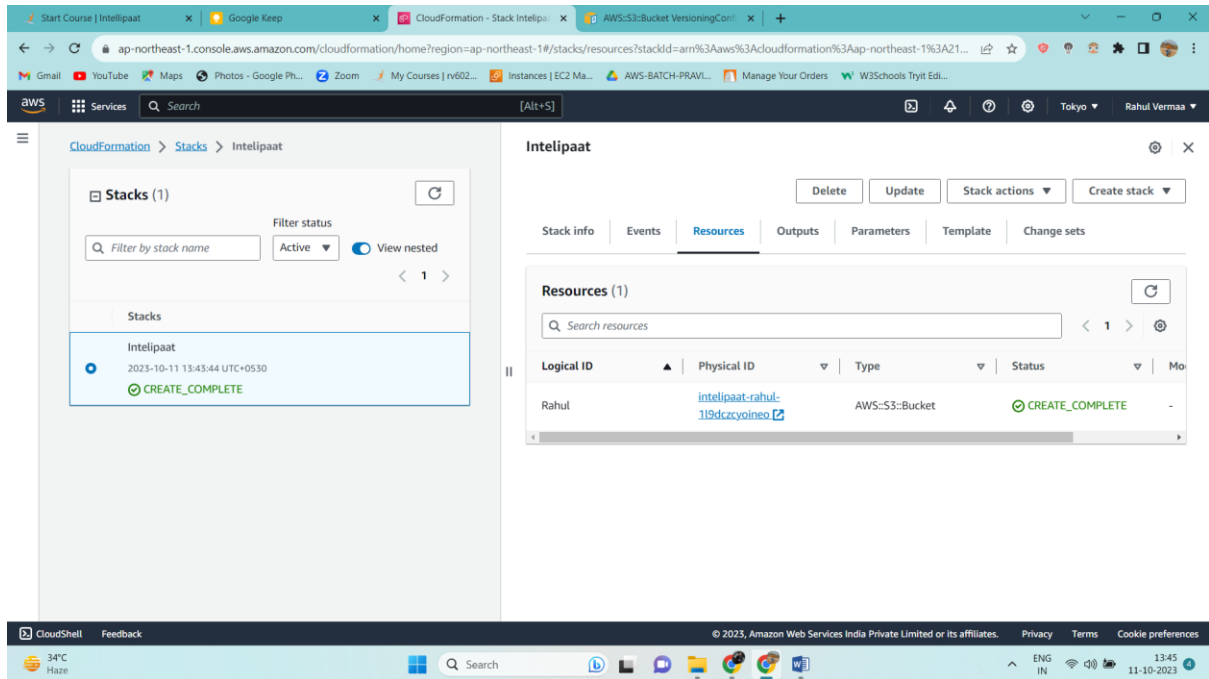 Start Course | Intellipaat
Google Keep
CloudFormation - Stack Intelipa
AWS::S3::Bucket VersioningConfi
ap-northeast-1.console.aws.amazon.com/cloudformation/home?region=ap-northeast-1#/stacks/resources?stackId=arn%3Aaws%3Acloudformation%3Aap-northeast-1%3A21...
Gmail YouTube Maps Photos - Google Ph... Zoom My Courses | rv602... Instances | EC2 Ma... AWS-BATCH-PRAVI... Manage Your Orders W3Schools Tryit Edi...
aws Services Search [Alt+S] Tokyo ▼ Rahul Vermaa ▼
CloudFormation > Stacks > Intelipaat
Stacks (1)
Filter status
Filter by stack name
Active ▼
View nested
< 1 >
Stacks
Intelipaat
2023-10-11 13:43:44 UTC+0530
CREATE_COMPLETE
Intelipaat
Delete Update Stack actions ▼ Create stack ▼
Stack info Events Resources Outputs Parameters Template Change sets
Resources (1)
Search resources
< 1 >
Logical ID ▲ Physical ID ▽ Type ▽ Status ▽ Mo
Rahul intelipaat-rahul- AWS::S3::Bucket CREATE_COMPLETE -
1l9dczcyoineo
CloudShell Feedback © 2023, Amazon Web Services India Private Limited or its affiliates. Privacy Terms Cookie preferences
34°C
Haze
Search
ENG
IN
13:45
11-10-2023
4